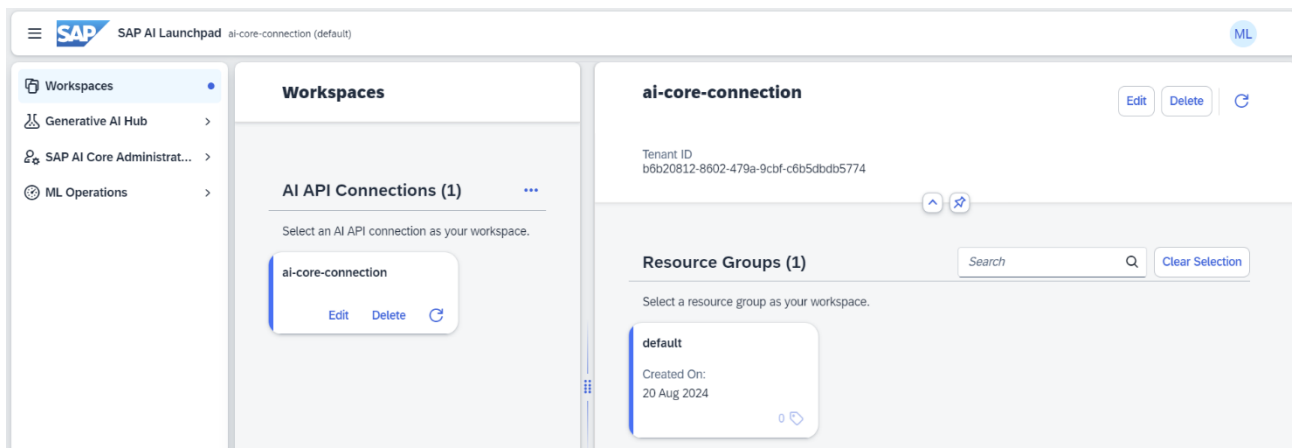 SAP
SAP AI Launchpad ai-core-connection (default)
ML
Workspaces
Generative AI Hub
SAP AI Core Administrat...
ML Operations
Workspaces
AI API Connections (1)
Select an AI API connection as your workspace.
ai-core-connection
Edit Delete
ai-core-connection
Edit Delete
Tenant ID
b6b20812-8602-479a-9cbf-c6b5dbdb5774
Resource Groups (1)
Search
Clear Selection
Select a resource group as your workspace.
default
Created On:
20 Aug 2024
0